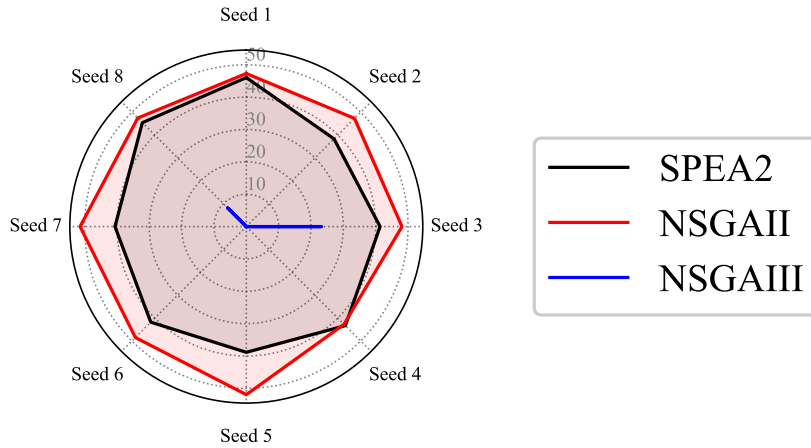 Seed 1
Seed 8
Seed 2
50
40
30
20
10
Seed 7
Seed 3
Seed 6
Seed 4
Seed 5
SPEA2
NSGAII
NSGAIII